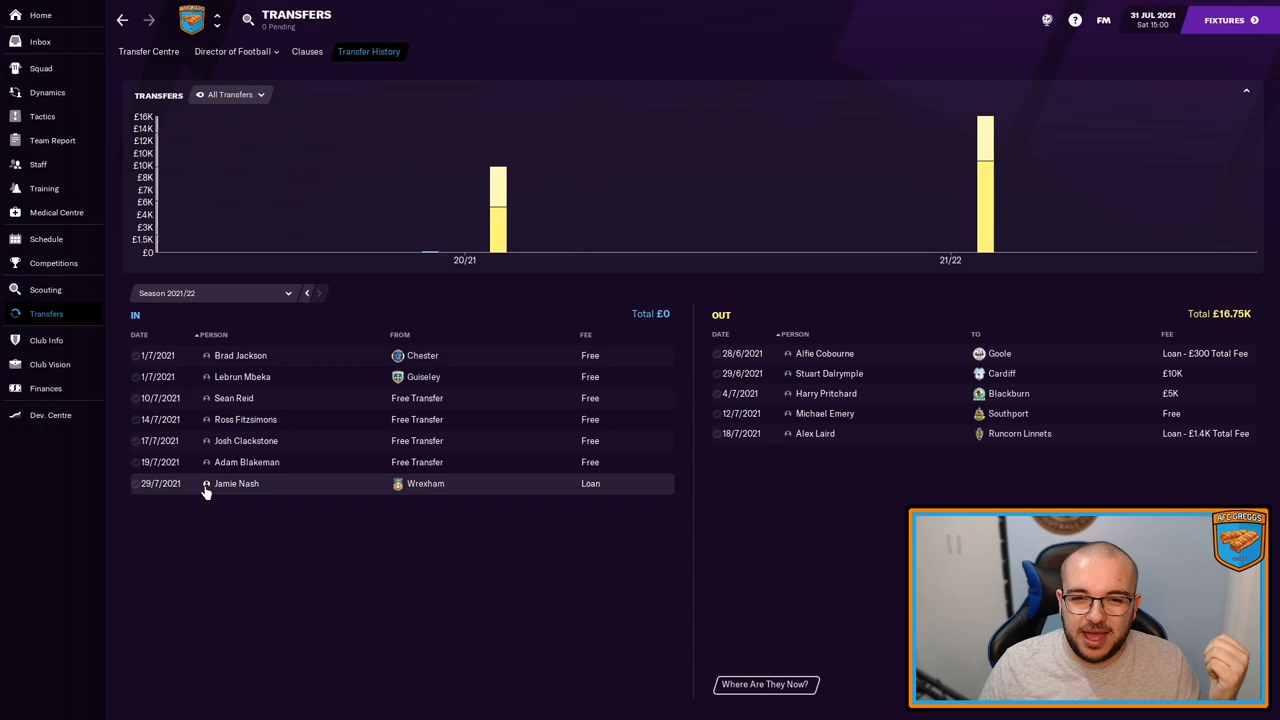 Home
Inbox
Squad
Dynamics
Tactics
Team Report
Staff
Training
Medical Centre
Schedule
Competitions
Scouting
Transfers
Club Info
Club Vision
Finances
Dev. Centre
TRANSFERS
0 Pending
? FM 31 JUL 2021
Sat 15:00
FIXTURES
Transfer Centre Director of Football Clauses Transfer History
TRANSFERS All Transfers
£16K
£14K
£12K
£10K
£10K
£8K
£7K
£6K
£4K
£3K
£1.5K
£0
20/21 21/22
Season 2021/22
IN Total £0
DATE PERSON FROM FEE
1/7/2021 Brad Jackson Chester Free
1/7/2021 Lebrun Mbeka Guiseley Free
10/7/2021 Sean Reid Free Transfer Free
14/7/2021 Ross Fitzsimons Free Transfer Free
17/7/2021 Josh Clackstone Free Transfer Free
19/7/2021 Adam Blakeman Free Transfer Free
29/7/2021 Jamie Nash Wrexham Loan
OUT Total £16.75K
DATE PERSON TO FEE
28/6/2021 Alfie Cobourne Goole Loan - £300 Total Fee
29/6/2021 Stuart Dalrymple Cardiff £10K
4/7/2021 Harry Pritchard Blackburn £5K
12/7/2021 Michael Emery Southport Free
18/7/2021 Alex Laird Runcorn Linnets Loan - £1.4K Total Fee
Where Are They Now?
AFC GREGGS